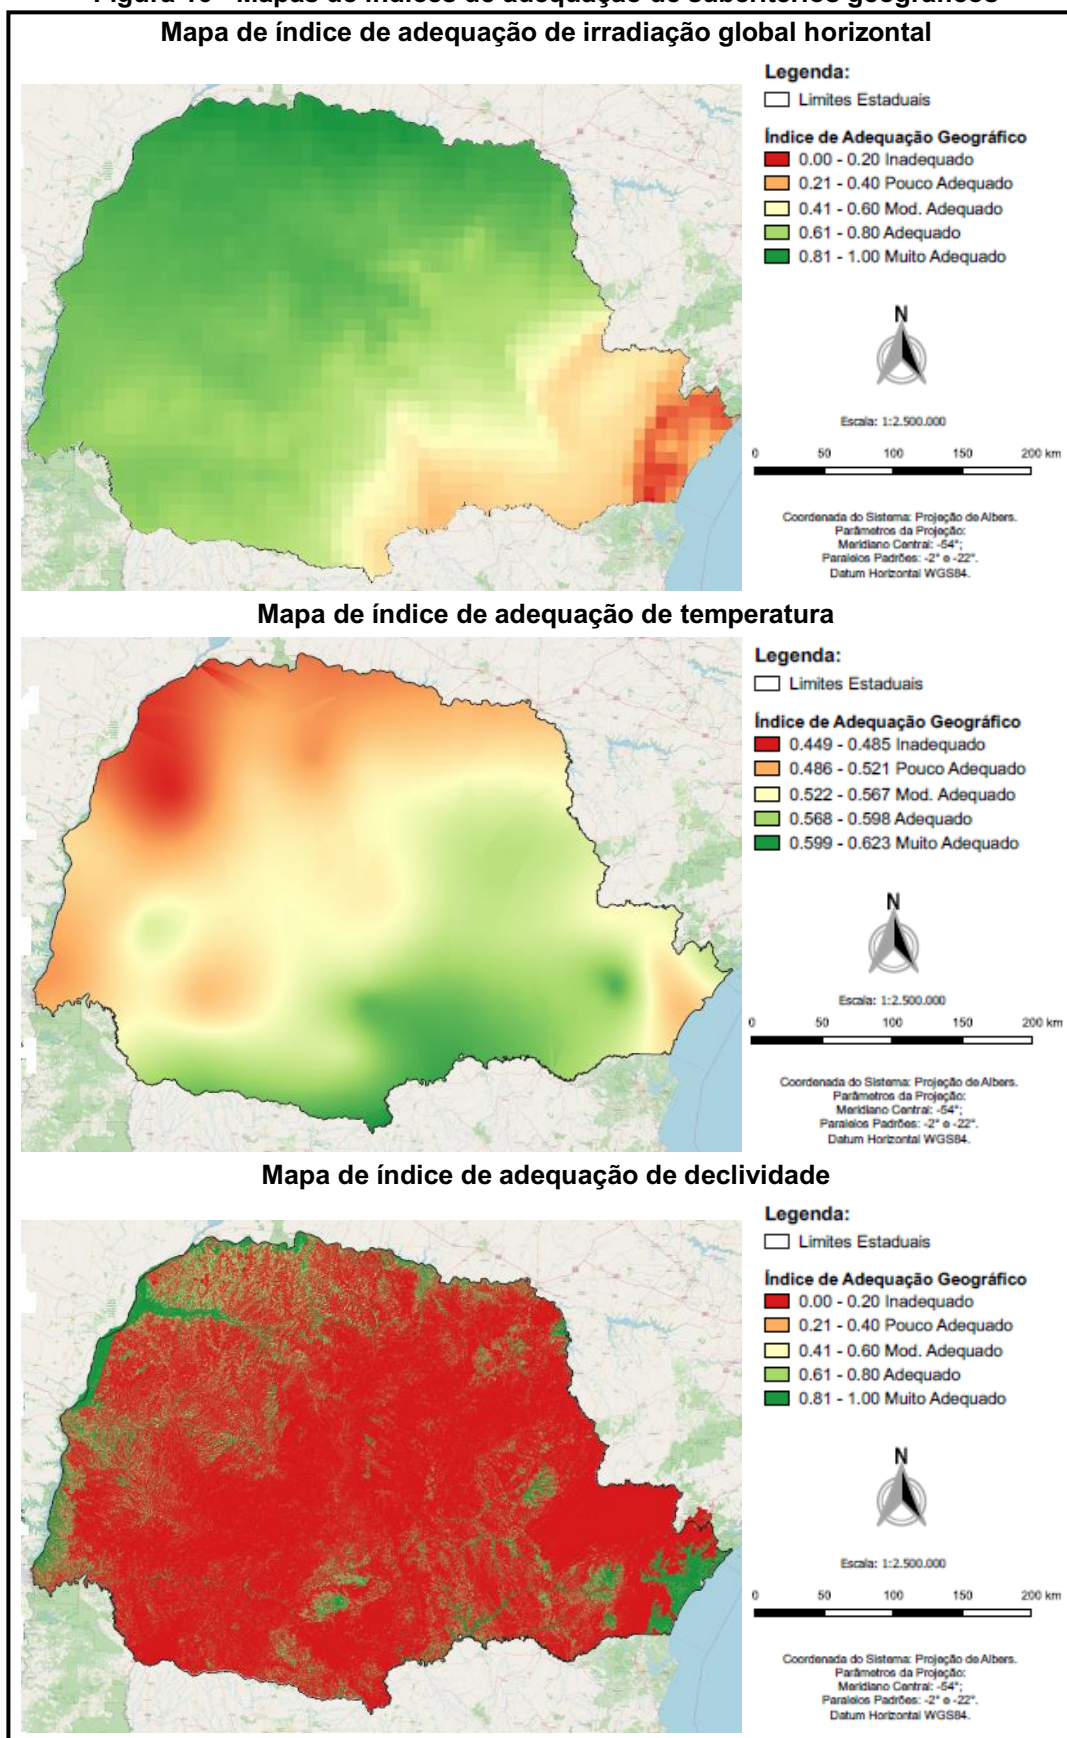 Mapa de índice de adequação de irradiação global horizontal
Legenda:
Limites Estaduais
Índice de Adequação Geográfico
0.00 - 0.20 Inadequado
0.21 - 0.40 Pouco Adequado
0.41 - 0.60 Mod. Adequado
0.61 - 0.80 Adequado
0.81 - 1.00 Muito Adequado
N
Escala: 1:2.500.000
0 50 100 150 200 km
Coordenada do Sistema: Projeção de Albers.
Parâmetros da Projeção:
Meridiano Central: -54°;
Paralelos Padrões: -2° e -22°.
Datum Horizontal WGS84.
Mapa de índice de adequação de temperatura
Legenda:
Limites Estaduais
Índice de Adequação Geográfico
0.449 - 0.485 Inadequado
0.486 - 0.521 Pouco Adequado
0.522 - 0.567 Mod. Adequado
0.568 - 0.598 Adequado
0.599 - 0.623 Muito Adequado
N
Escala: 1:2.500.000
0 50 100 150 200 km
Coordenada do Sistema: Projeção de Albers.
Parâmetros da Projeção:
Meridiano Central: -54°;
Paralelos Padrões: -2° e -22°.
Datum Horizontal WGS84.
Mapa de índice de adequação de declividade
Legenda:
Limites Estaduais
Índice de Adequação Geográfico
0.00 - 0.20 Inadequado
0.21 - 0.40 Pouco Adequado
0.41 - 0.60 Mod. Adequado
0.61 - 0.80 Adequado
0.81 - 1.00 Muito Adequado
N
Escala: 1:2.500.000
0 50 100 150 200 km
Coordenada do Sistema: Projeção de Albers.
Parâmetros da Projeção:
Meridiano Central: -54°;
Paralelos Padrões: -2° e -22°.
Datum Horizontal WGS84.